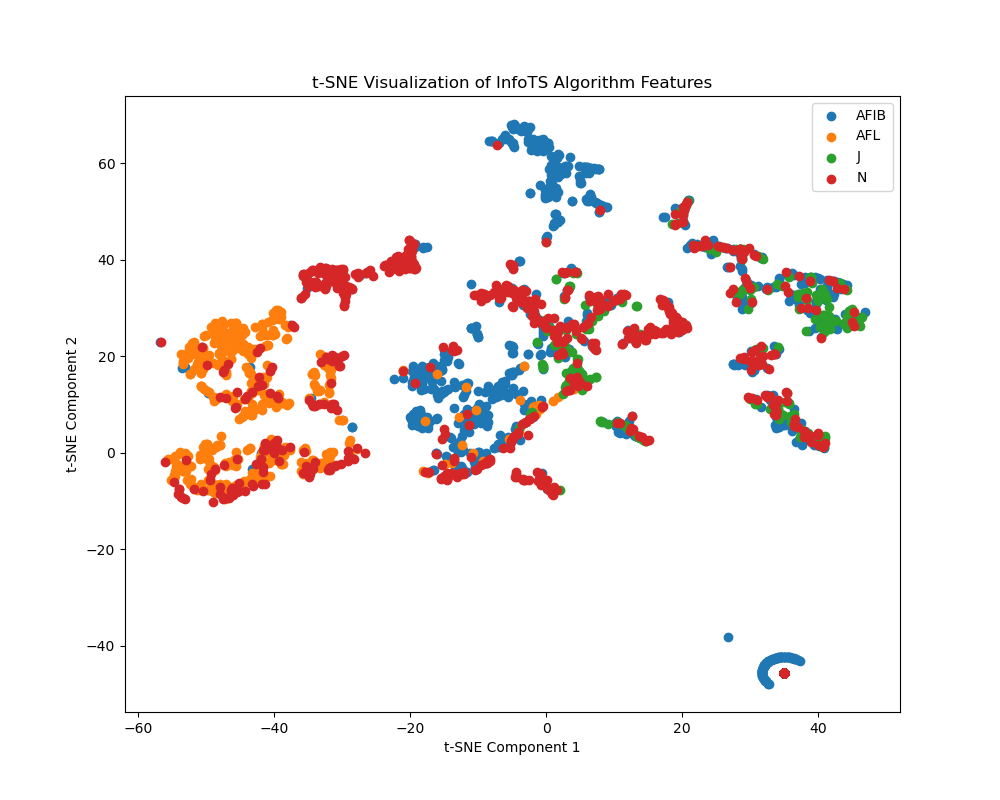 t-SNE Visualization of InfoTS Algorithm Features
AFIB
AFL
J
N
60
40
20
0
−20
−40
−60
−40
−20
0
20
40
t-SNE Component 2
t-SNE Component 1